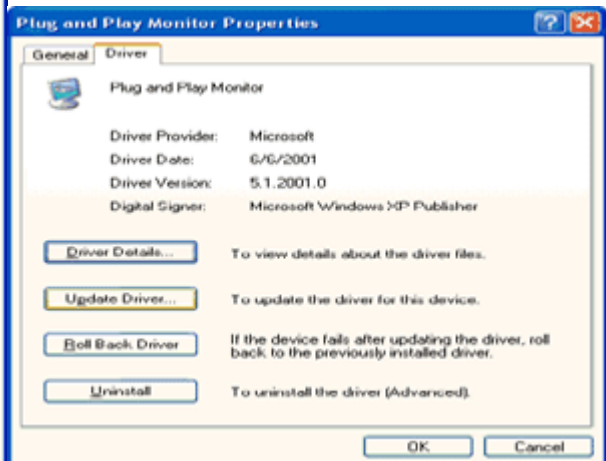 Plug and Play Monitor Properties
General Driver
Plug and Play Monitor
Driver Provider: Microsoft
Driver Date: 6/6/2001
Driver Version: 5.1.2001.0
Digital Signer: Microsoft Windows XP Publisher
Driver Details... To view details about the driver files.
Update Driver... To update the driver for this device.
Roll Back Driver If the device fails after updating the driver, roll
back to the previously installed driver.
Uninstall To uninstall the driver (Advanced).
OK Cancel